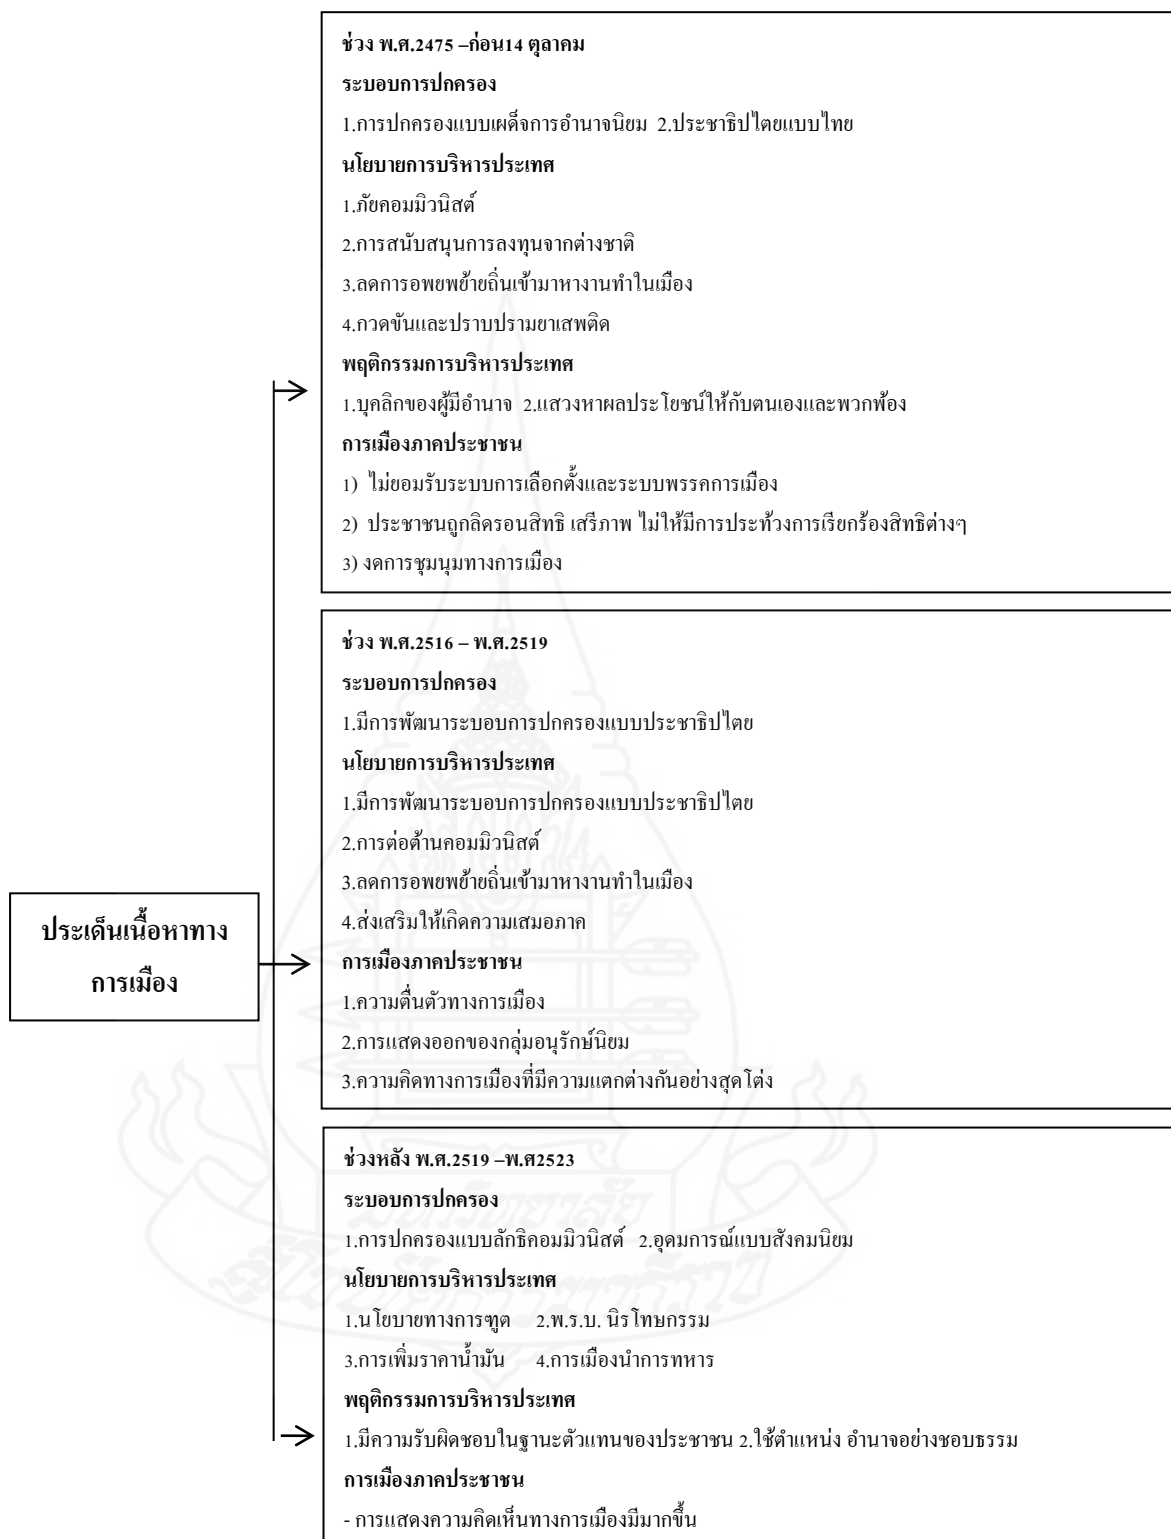 ช่วง พ.ศ.2475 –ก่อน14 ตุลาคม
ระบอบการปกครอง
1.การปกครองแบบเผด็จการอำนาจนิยม 2.ประชาธิปไตยแบบไทย
นโยบายการบริหารประเทศ
1.ภัยคอมมิวนิสต์
2.การสนับสนุนการลงทุนจากต่างชาติ
3.ลดการอพยพย้ายถิ่นเข้ามาหางานทำในเมือง
4.กวดขันและปราบปรามยาเสพติด
พฤติกรรมการบริหารประเทศ
1.บุคลิกของผู้มีอำนาจ 2.แสวงหาผลประโยชน์ให้กับตนเองและพวกพ้อง
การเมืองภาคประชาชน
1) ไม่ยอมรับระบบการเลือกตั้งและระบบพรรคการเมือง
2) ประชาชนถูกลิดรอนสิทธิ เสรีภาพ ไม่ให้มีการประท้วงการเรียกร้องสิทธิต่างๆ
3) งดการชุมนุมทางการเมือง
ช่วง พ.ศ.2516 – พ.ศ.2519
ระบอบการปกครอง
1.มีการพัฒนาระบอบการปกครองแบบประชาธิปไตย
นโยบายการบริหารประเทศ
1.มีการพัฒนาระบอบการปกครองแบบประชาธิปไตย
2.การต่อต้านคอมมิวนิสต์
3.ลดการอพยพย้ายถิ่นเข้ามาหางานทำในเมือง
4.ส่งเสริมให้เกิดความเสมอภาค
การเมืองภาคประชาชน
1.ความตื่นตัวทางการเมือง
2.การแสดงออกของกลุ่มอนุรักษ์นิยม
3.ความคิดทางการเมืองที่มีความแตกต่างกันอย่างสุดโต่ง
ประเด็นเนื้อหาทาง
การเมือง
ช่วงหลัง พ.ศ.2519 –พ.ศ2523
ระบอบการปกครอง
1.การปกครองแบบลัทธิคอมมิวนิสต์ 2.อุดมการณ์แบบสังคมนิยม
นโยบายการบริหารประเทศ
1.นโยบายทางการฑูต 2.พ.ร.บ. นิรโทษกรรม
3.การเพิ่มราคาน้ำมัน 4.การเมืองนำการทหาร
พฤติกรรมการบริหารประเทศ
1.มีความรับผิดชอบในฐานะตัวแทนของประชาชน 2.ใช้ตำแหน่ง อำนาจอย่างชอบธรรม
การเมืองภาคประชาชน
- การแสดงความคิดเห็นทางการเมืองมีมากขึ้น
มหาวิทยาลัย
สุโขทัยธรรมาธิราช